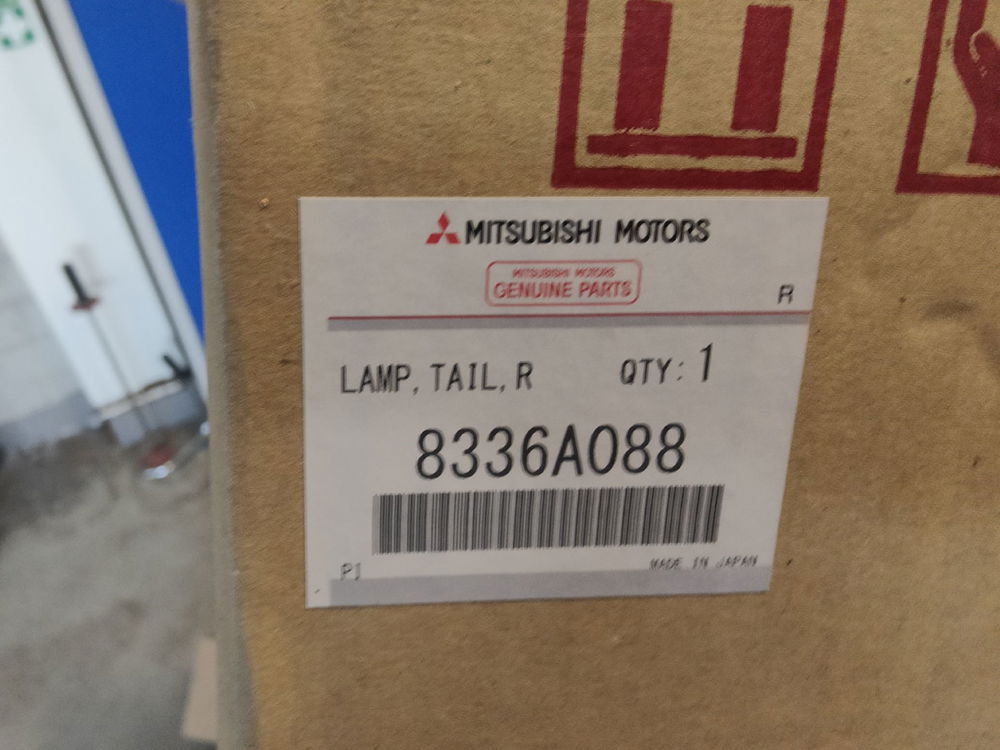 MITSUBISHI MOTORS
MITSUBISHI MOTORS
GENUINE PARTS
R
LAMP, TAIL, R QTY: 1
8336A088
P1 MADE IN JAPAN